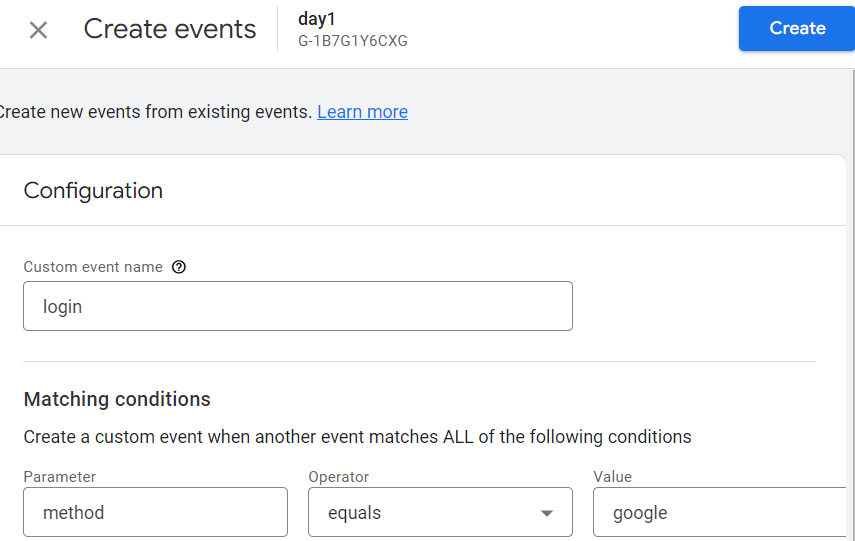 Create events
day1
G-1B7G1Y6CXG
Create
Create new events from existing events. Learn more
Configuration
Custom event name
login
Matching conditions
Create a custom event when another event matches ALL of the following conditions
Parameter Operator Value
method equals google